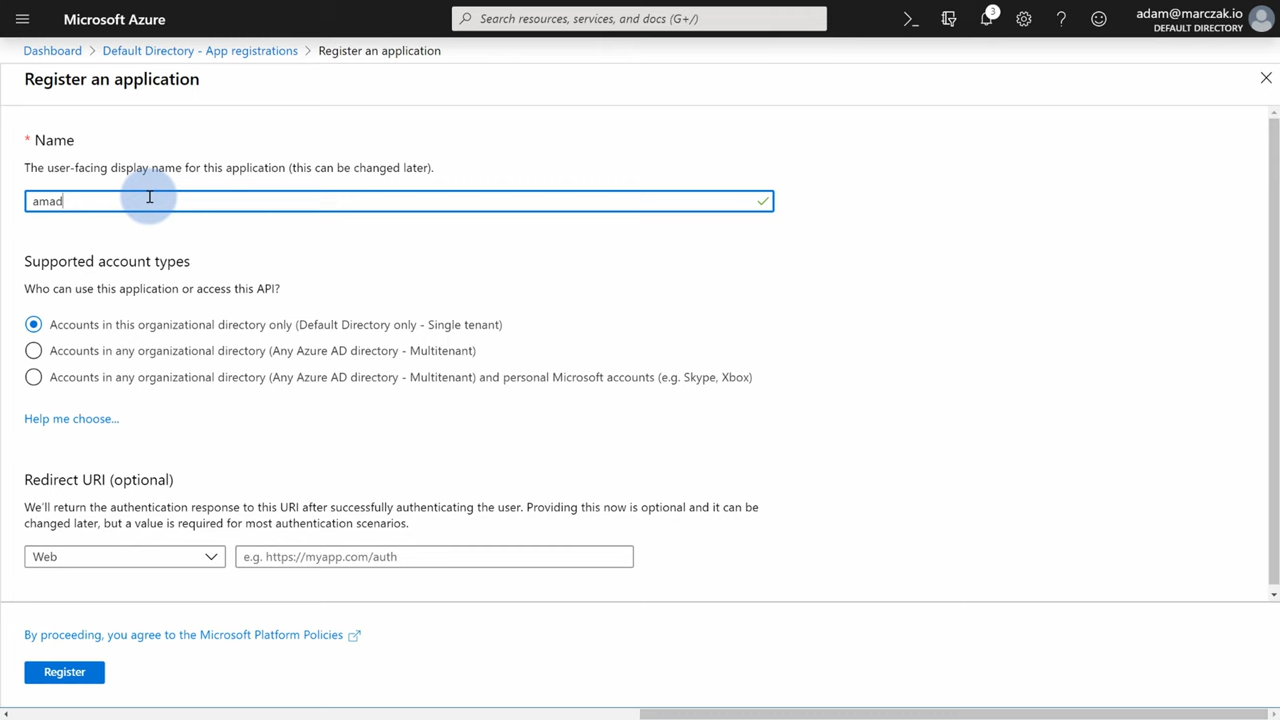 Microsoft Azure
Search resources, services, and docs (G+/)
3
adam@marczak.io
DEFAULT DIRECTORY
Dashboard > Default Directory - App registrations > Register an application
Register an application
* Name
The user-facing display name for this application (this can be changed later).
amad
Supported account types
Who can use this application or access this API?
Accounts in this organizational directory only (Default Directory only - Single tenant)
Accounts in any organizational directory (Any Azure AD directory - Multitenant)
Accounts in any organizational directory (Any Azure AD directory - Multitenant) and personal Microsoft accounts (e.g. Skype, Xbox)
Help me choose...
Redirect URI (optional)
We'll return the authentication response to this URI after successfully authenticating the user. Providing this now is optional and it can be
changed later, but a value is required for most authentication scenarios.
Web
e.g. https://myapp.com/auth
By proceeding, you agree to the Microsoft Platform Policies
Register